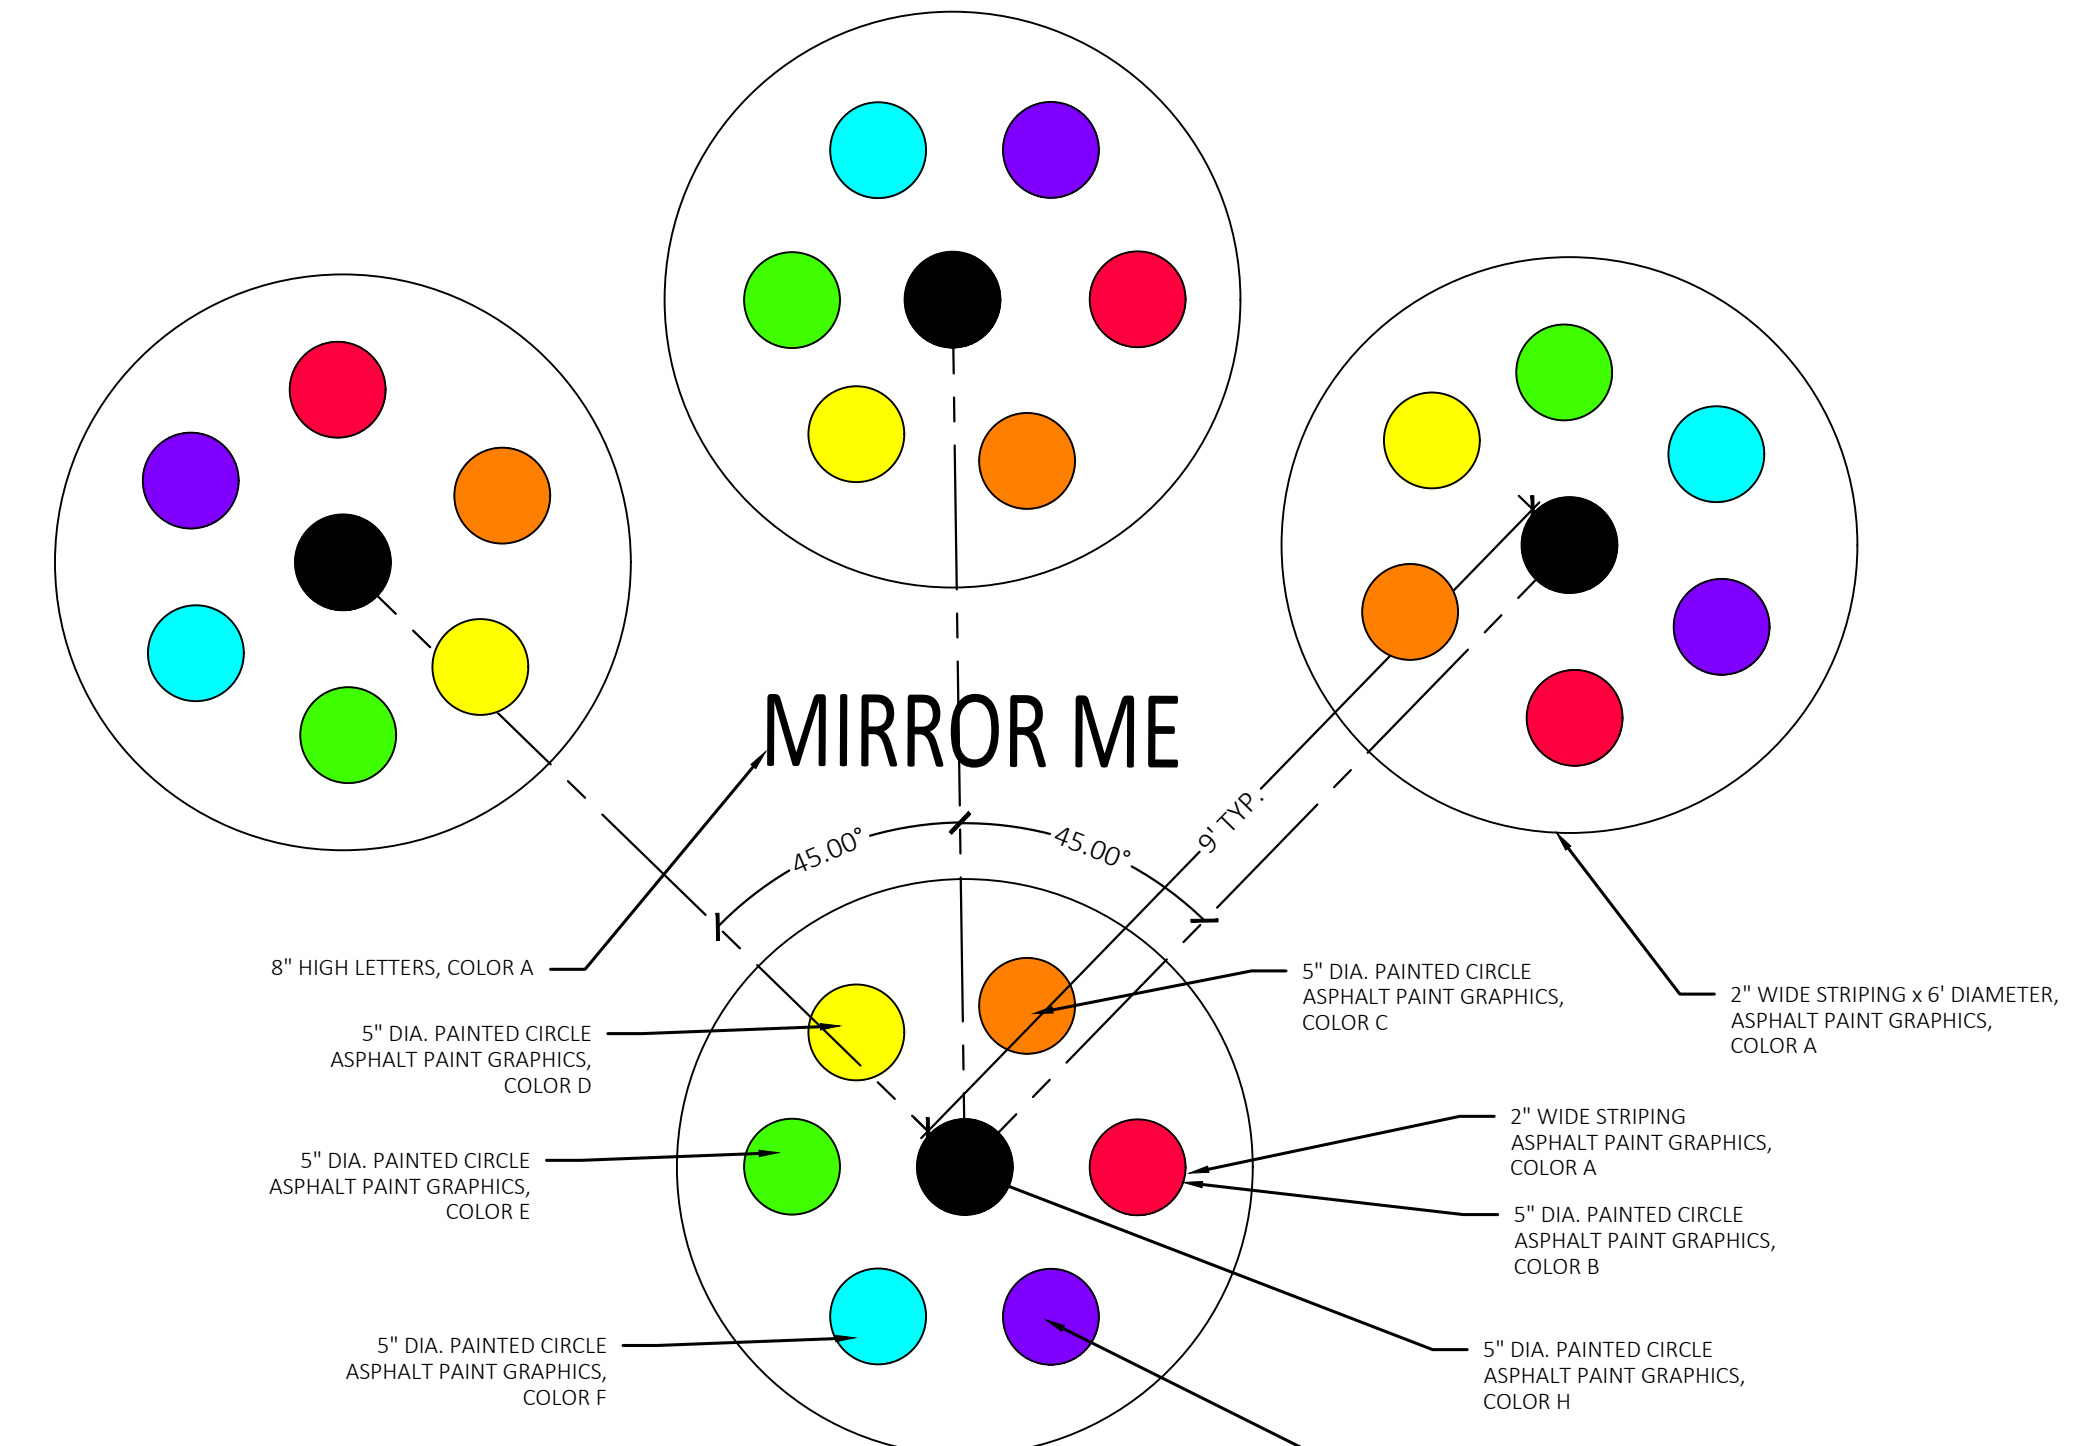 MIRROR ME
45.00°
45.00°
9' TYP.
8" HIGH LETTERS, COLOR A
5" DIA. PAINTED CIRCLE
ASPHALT PAINT GRAPHICS,
COLOR C
2" WIDE STRIPING x 6' DIAMETER,
ASPHALT PAINT GRAPHICS,
COLOR A
5" DIA. PAINTED CIRCLE
ASPHALT PAINT GRAPHICS,
COLOR D
2" WIDE STRIPING
ASPHALT PAINT GRAPHICS,
COLOR A
5" DIA. PAINTED CIRCLE
ASPHALT PAINT GRAPHICS,
COLOR E
5" DIA. PAINTED CIRCLE
ASPHALT PAINT GRAPHICS,
COLOR B
5" DIA. PAINTED CIRCLE
ASPHALT PAINT GRAPHICS,
COLOR F
5" DIA. PAINTED CIRCLE
ASPHALT PAINT GRAPHICS,
COLOR H